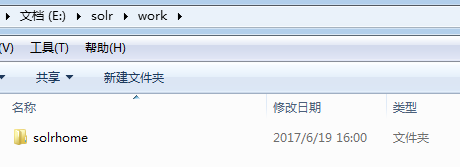 文档 (E:) ▸ solr ▸ work ▸
(V) 工具(T) 帮助(H)
共享 新建文件夹
名称 修改日期 类型
solrhome 2017/6/19 16:00 文件夹